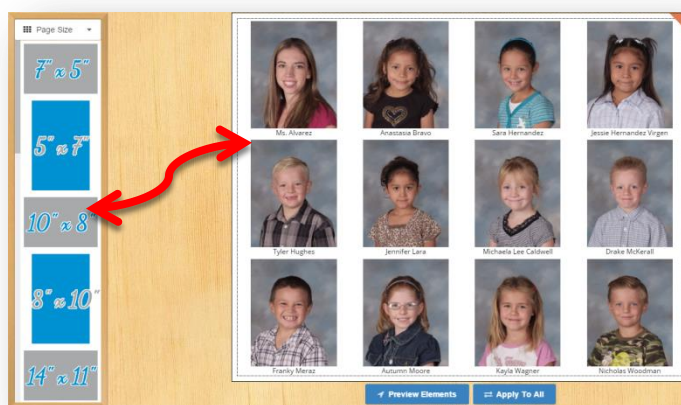 Page Size
7" x 5"
5" x 7"
10" x 8"
8" x 10"
14" x 11"
Ms. Alvarez
Anastasia Bravo
Sara Hernandez
Jessie Hernandez Virgen
Tyler Hughes
Jennifer Lara
Michaela Lee Caldwell
Drake McKerall
Franky Meraz
Autumn Moore
Kayla Wagner
Nicholas Woodman
Preview Elements
Apply To All